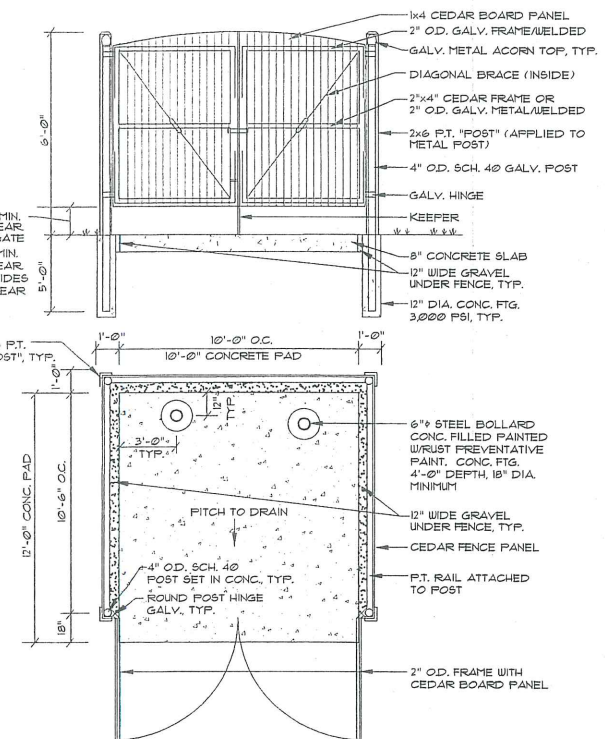 1x4 CEDAR BOARD PANEL
2" O.D. GALV. FRAME/WELDED
GALV. METAL ACORN TOP, TYP.
DIAGONAL BRACE (INSIDE)
2"x4" CEDAR FRAME OR
2" O.D. GALV. METAL/WELDED
2x6 P.T. "POST" (APPLIED TO
METAL POST)
4" O.D. SCH. 40 GALV. POST
GALV. HINGE
KEEPER
8" CONCRETE SLAB
12" WIDE GRAVEL
UNDER FENCE, TYP.
12" DIA. CONC. FTG.
3,000 PSI, TYP.
6'-0"
MIN.
EAR
GATE
MIN.
EAR
IDES
EAR
5'-0"
P.T.
OST", TYP.
1'-0"
10'-0" O.C.
1'-0"
10'-0" CONCRETE PAD
1'-0"
12"
TYP.
3'-0"
TYP.
12'-0" CONC. PAD
10'-6" O.C.
18"
PITCH TO DRAIN
4" O.D. SCH. 40
POST SET IN CONC., TYP.
ROUND POST HINGE
GALV., TYP.
6"φ STEEL BOLLARD
CONC. FILLED PAINTED
W/RUST PREVENTATIVE
PAINT. CONC. FTG.
4'-0" DEPTH, 18" DIA.
MINIMUM
12" WIDE GRAVEL
UNDER FENCE, TYP.
CEDAR FENCE PANEL
P.T. RAIL ATTACHED
TO POST
2" O.D. FRAME WITH
CEDAR BOARD PANEL